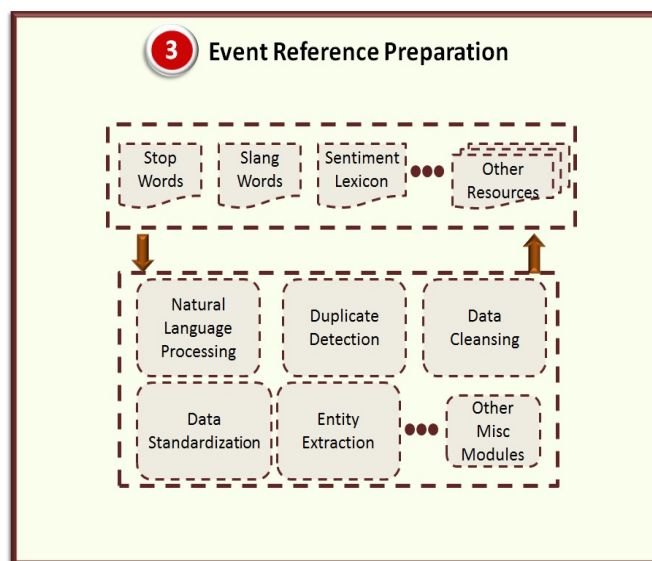 3 Event Reference Preparation
Stop
Words
Slang
Words
Sentiment
Lexicon
Other
Resources
Natural
Language
Processing
Duplicate
Detection
Data
Cleansing
Data
Standardization
Entity
Extraction
Other
Misc
Modules